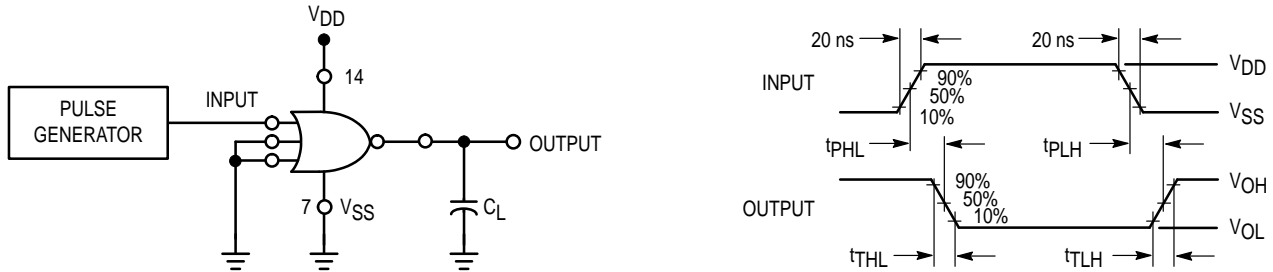 VDD
14
PULSE
GENERATOR
INPUT
OUTPUT
7
VSS
CL
20 ns
20 ns
INPUT
90%
50%
10%
VDD
VSS
tPHL
tPLH
OUTPUT
90%
50%
10%
VOH
VOL
tTHL
tTLH